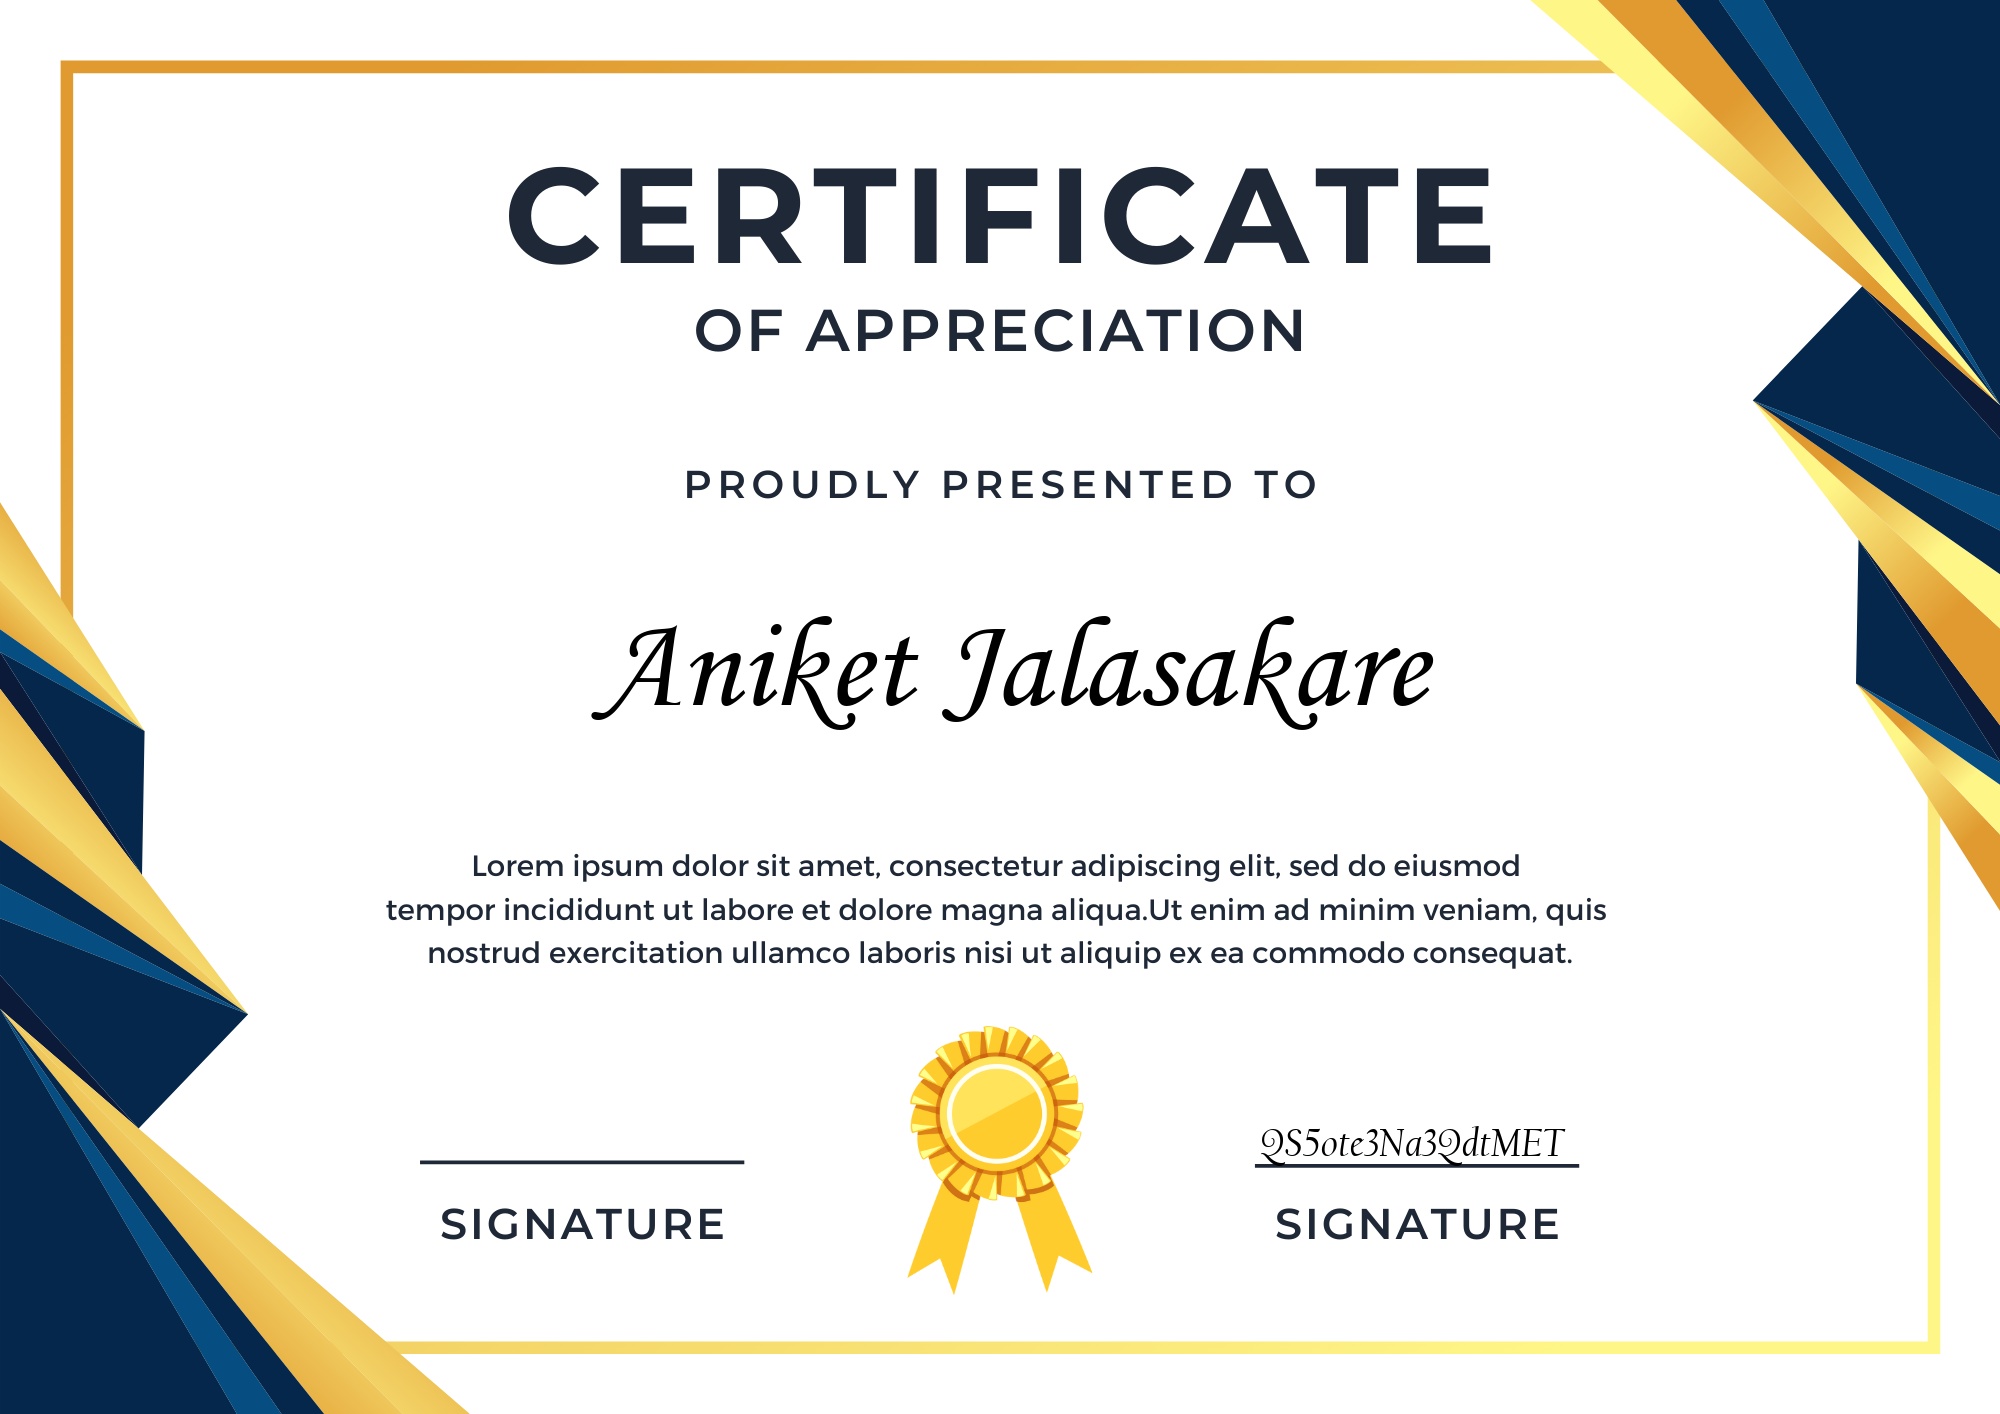 CERTIFICATE
OF APPRECIATION
PROUDLY PRESENTED TO
Aniket Jalasakare
Lorem ipsum dolor sit amet, consectetur adipiscing elit, sed do eiusmod
tempor incididunt ut labore et dolore magna aliqua.Ut enim ad minim veniam, quis
nostrud exercitation ullamco laboris nisi ut aliquip ex ea commodo consequat.
QS5ote3Na3QdtMET
SIGNATURE SIGNATURE